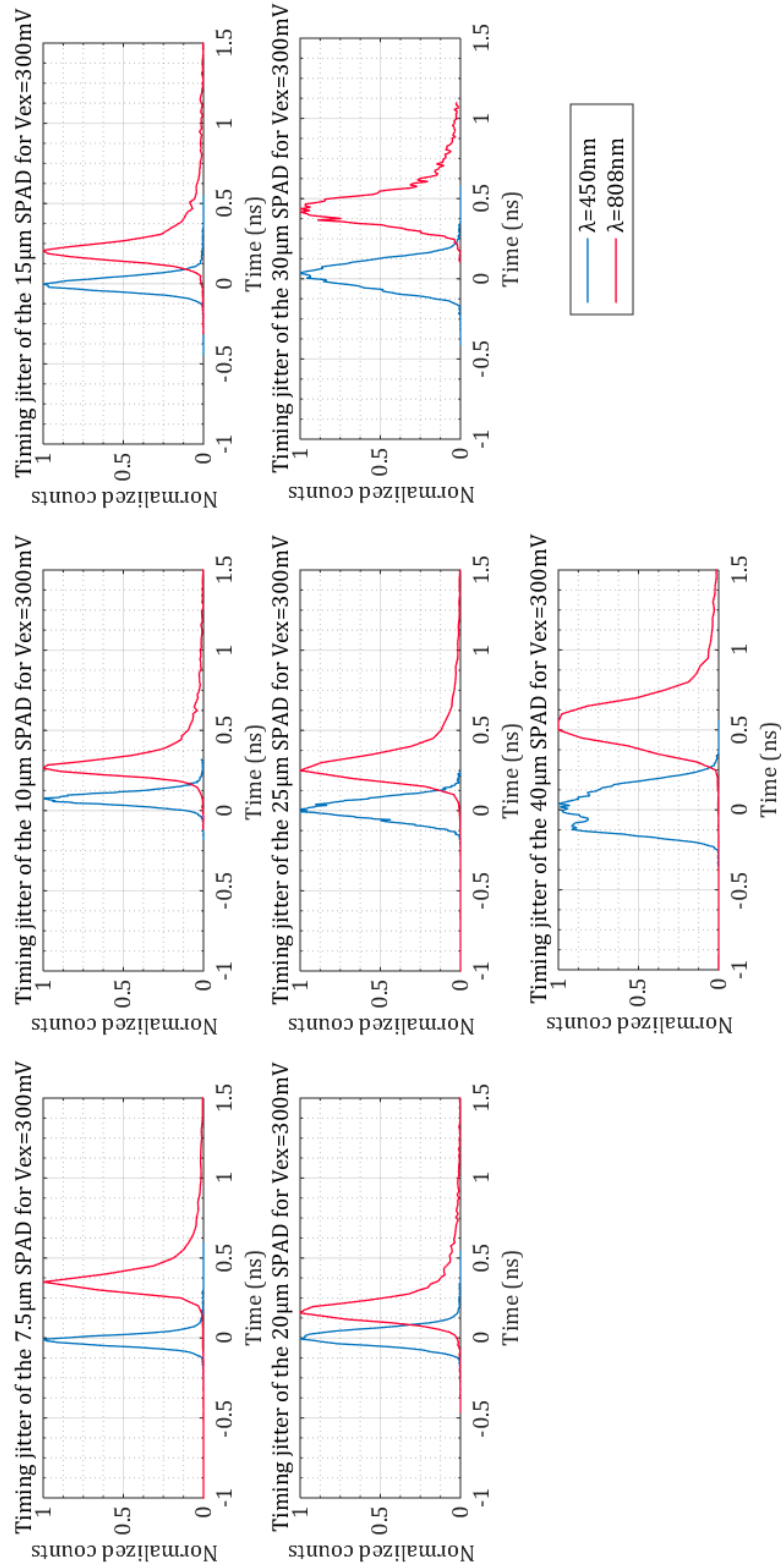 Timing jitter of the 7.5μm SPAD for Vex=300mV
Normalized counts
1
0.5
0
-1
-0.5
0
0.5
1
1.5
Time (ns)
Timing jitter of the 10μm SPAD for Vex=300mV
Normalized counts
1
0.5
0
-1
-0.5
0
0.5
1
1.5
Time (ns)
Timing jitter of the 15μm SPAD for Vex=300mV
Normalized counts
1
0.5
0
-1
-0.5
0
0.5
1
1.5
Time (ns)
Timing jitter of the 20μm SPAD for Vex=300mV
Normalized counts
1
0.5
0
-1
-0.5
0
0.5
1
1.5
Time (ns)
Timing jitter of the 25μm SPAD for Vex=300mV
Normalized counts
1
0.5
0
-1
-0.5
0
0.5
1
1.5
Time (ns)
Timing jitter of the 30μm SPAD for Vex=300mV
Normalized counts
1
0.5
0
-1
-0.5
0
0.5
1
1.5
Time (ns)
Timing jitter of the 40μm SPAD for Vex=300mV
Normalized counts
1
0.5
0
-1
-0.5
0
0.5
1
1.5
Time (ns)
λ=450nm
λ=808nm